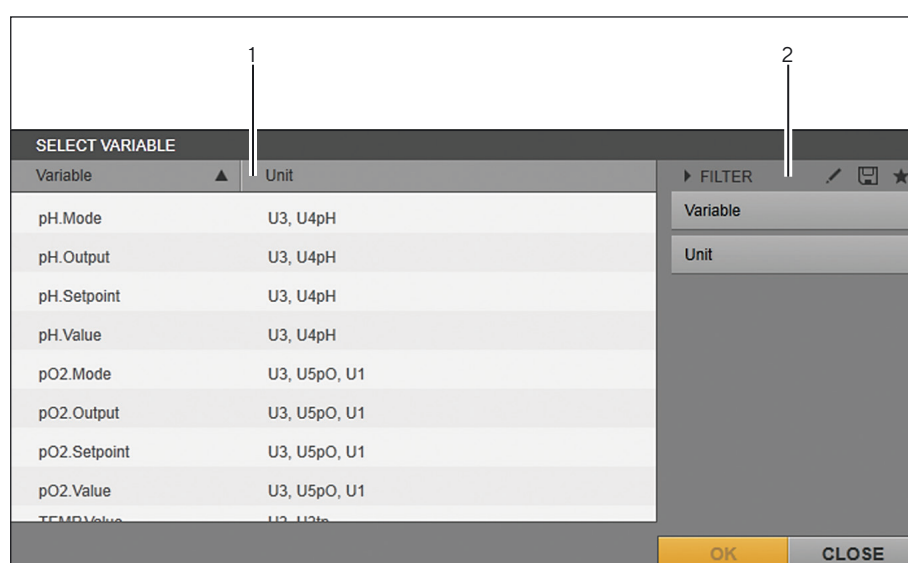 1 2
SELECT VARIABLE
Variable Unit FILTER
pH.Mode U3, U4pH Variable
pH.Output U3, U4pH Unit
pH.Setpoint U3, U4pH
pH.Value U3, U4pH
pO2.Mode U3, U5pO, U1
pO2.Output U3, U5pO, U1
pO2.Setpoint U3, U5pO, U1
pO2.Value U3, U5pO, U1
TEMP.Value
OK CLOSE